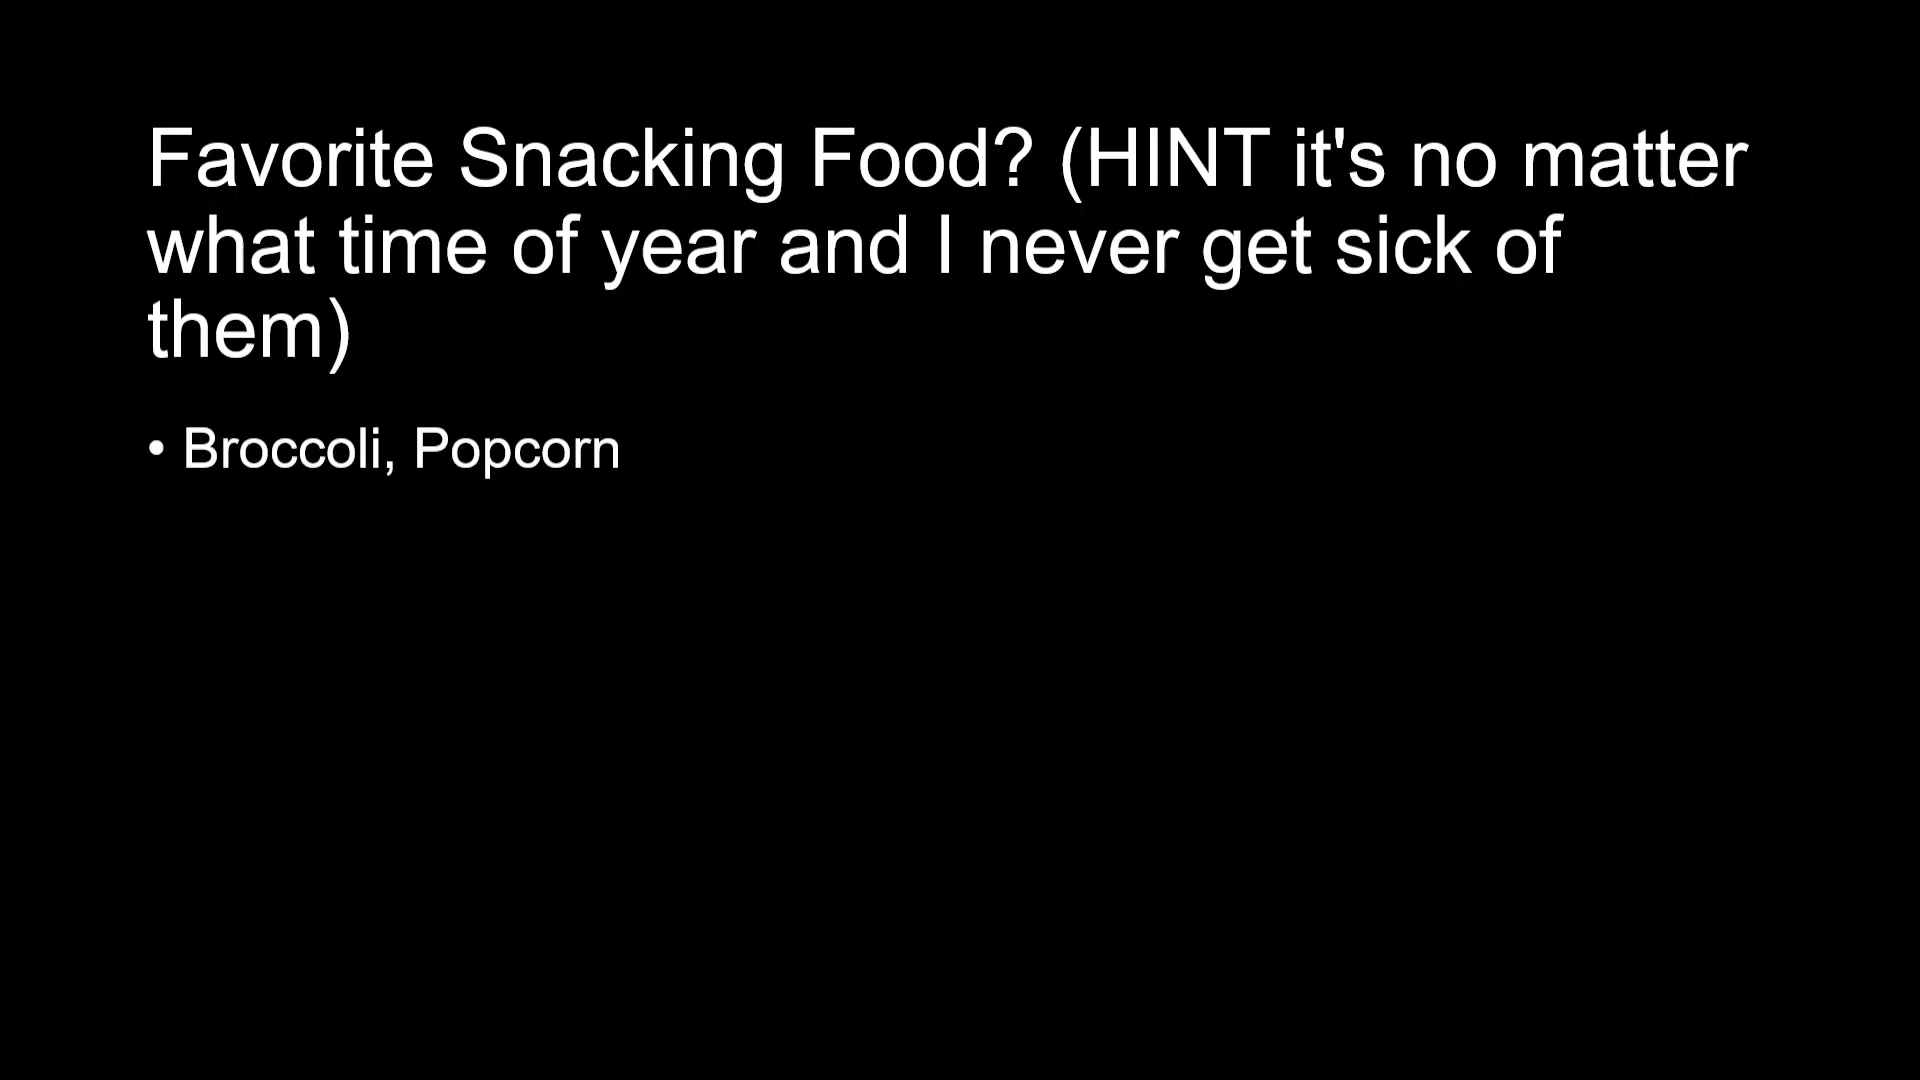 Favorite Snacking Food? (HINT it's no matter
what time of year and I never get sick of
them)
• Broccoli, Popcorn